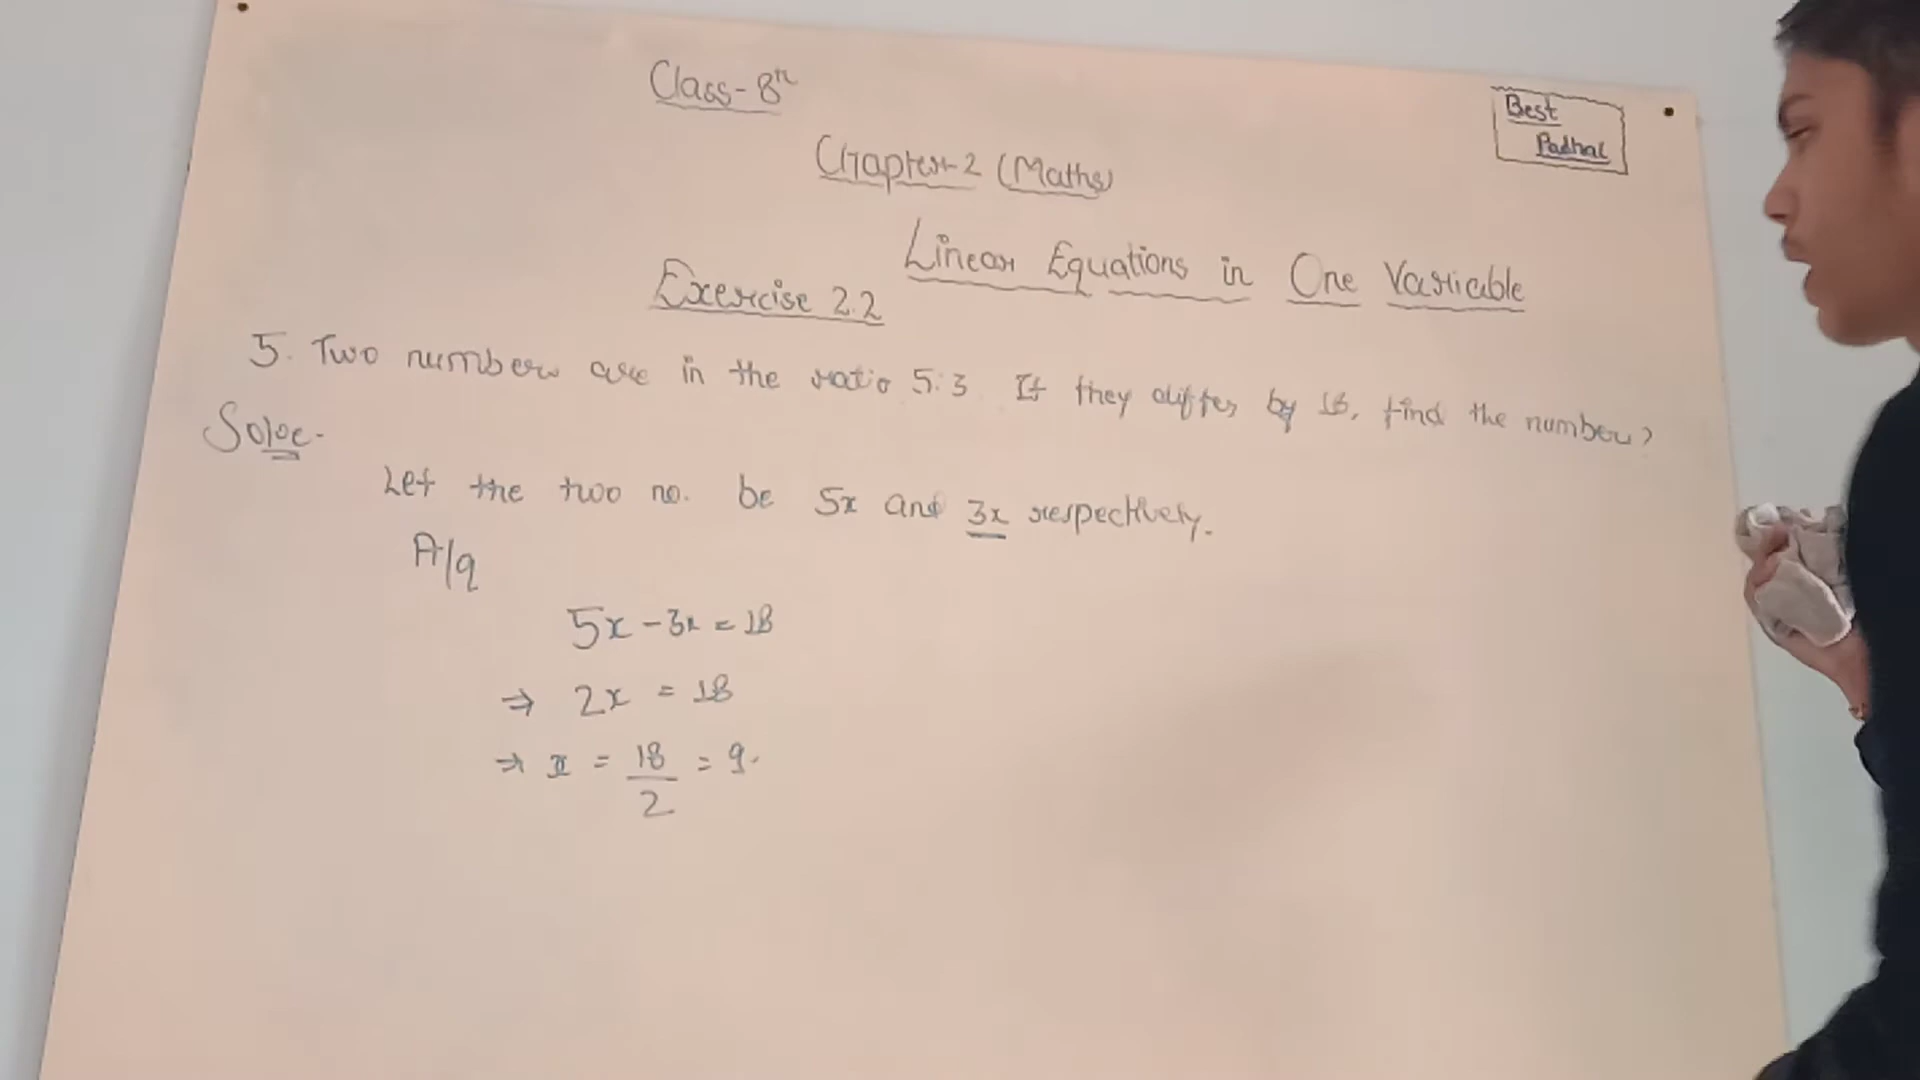 Class-8th
Best
Padhai
Chapter-2 (Maths)
Linear Equations in One Variable
Exercise 2.2
5. Two numbers are in the ratio 5:3. If they differ by 18, find the number?
Solve-
Let the two no. be 5x and 3x respectively.
A/q
5x - 3x = 18
⇒ 2x = 18
⇒ x = 18/2 = 9.